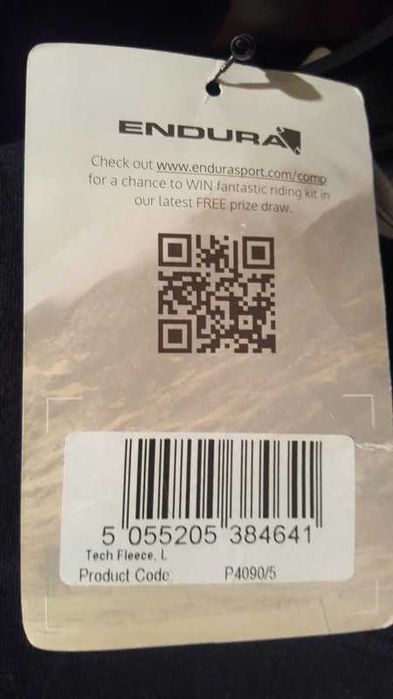 ENDURA
Check out www.endurasport.com/comp
for a chance to WIN fantastic riding kit in
our latest FREE prize draw.
5 055205 384641
Tech Fleece, L
Product Code P4090/5